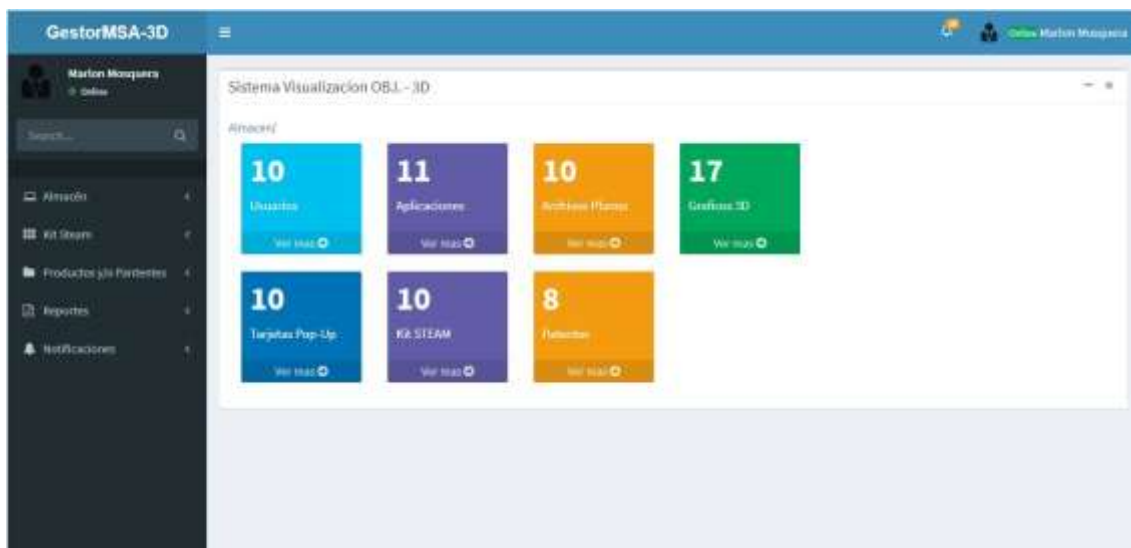 GestorMSA-3D
Online Marlon Mosquera
Marlon Mosquera
Online
Search...
Almacén
Kit Steam
Productos y/o Pardentes
Reportes
Notificaciones
Sistema Visualizacion OBJ. - 3D
Almacen/
10
Usuarios
Ver mas
11
Aplicaciones
Ver mas
10
Archivos Planos
Ver mas
17
Graficos 3D
Ver mas
10
Tarjetas Pop-Up
Ver mas
10
Kit STEAM
Ver mas
8
Patentes
Ver mas